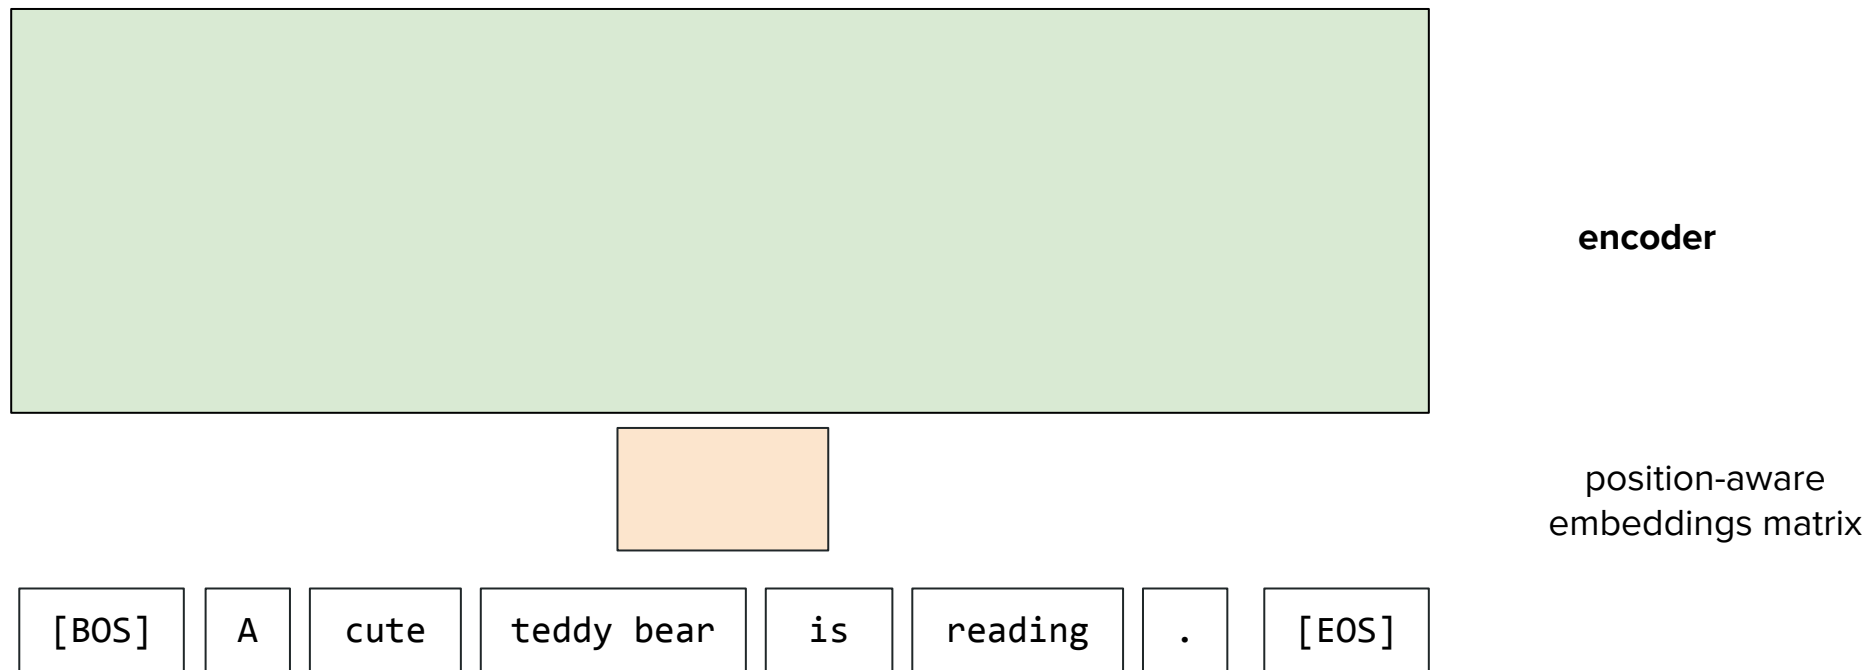 encoder
position-aware
embeddings matrix
[BOS] A cute teddy bear is reading . [EOS]